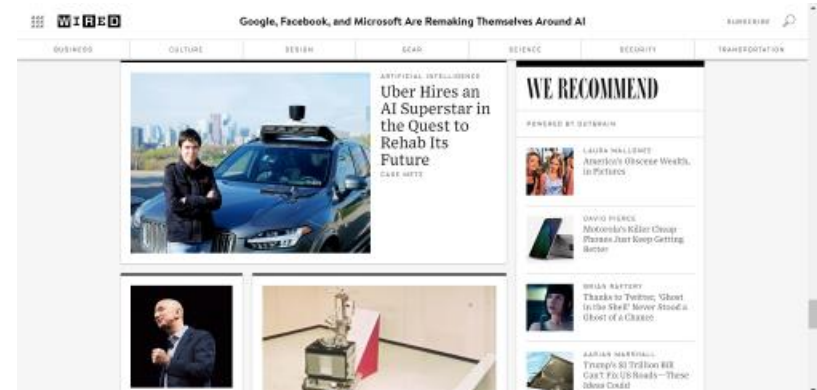 WIRED
Google, Facebook, and Microsoft Are Remaking Themselves Around AI
SUBSCRIBE
BUSINESS
CULTURE
DESIGN
GEAR
SCIENCE
SECURITY
TRANSPORTATION
ARTIFICIAL INTELLIGENCE
Uber Hires an
AI Superstar in
the Quest to
Rehab Its
Future
CADE METZ
WE RECOMMEND
POWERED BY OUTBRAIN
LAURA MALLONEE
America's Obscene Wealth,
in Pictures
DAVID PIERCE
Motorola's Killer Cheap
Phones Just Keep Getting
Better
BRIAN RAFTERY
Thanks to Twitter, 'Ghost
in the Shell' Never Stood a
Ghost of a Chance
AARIAN MARSHALL
Trump's $1 Trillion Bill
Can't Fix US Roads—These
Ideas Could